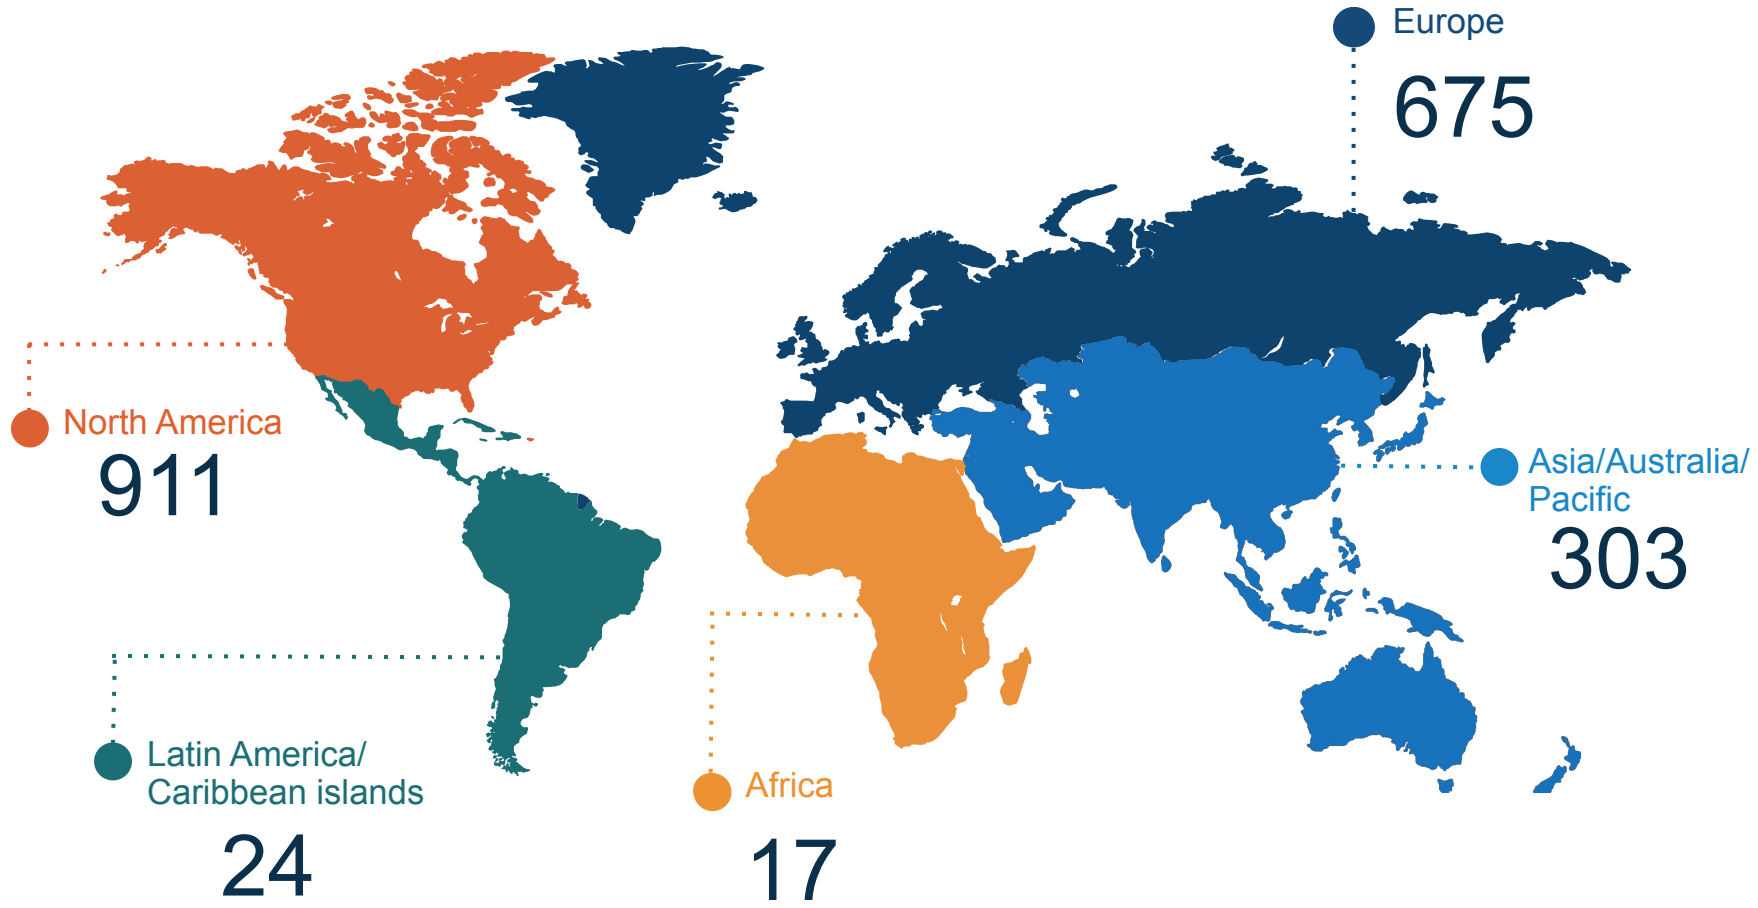 Europe
675
North America
911
Asia/Australia/
Pacific
303
Latin America/
Caribbean islands
24
Africa
17